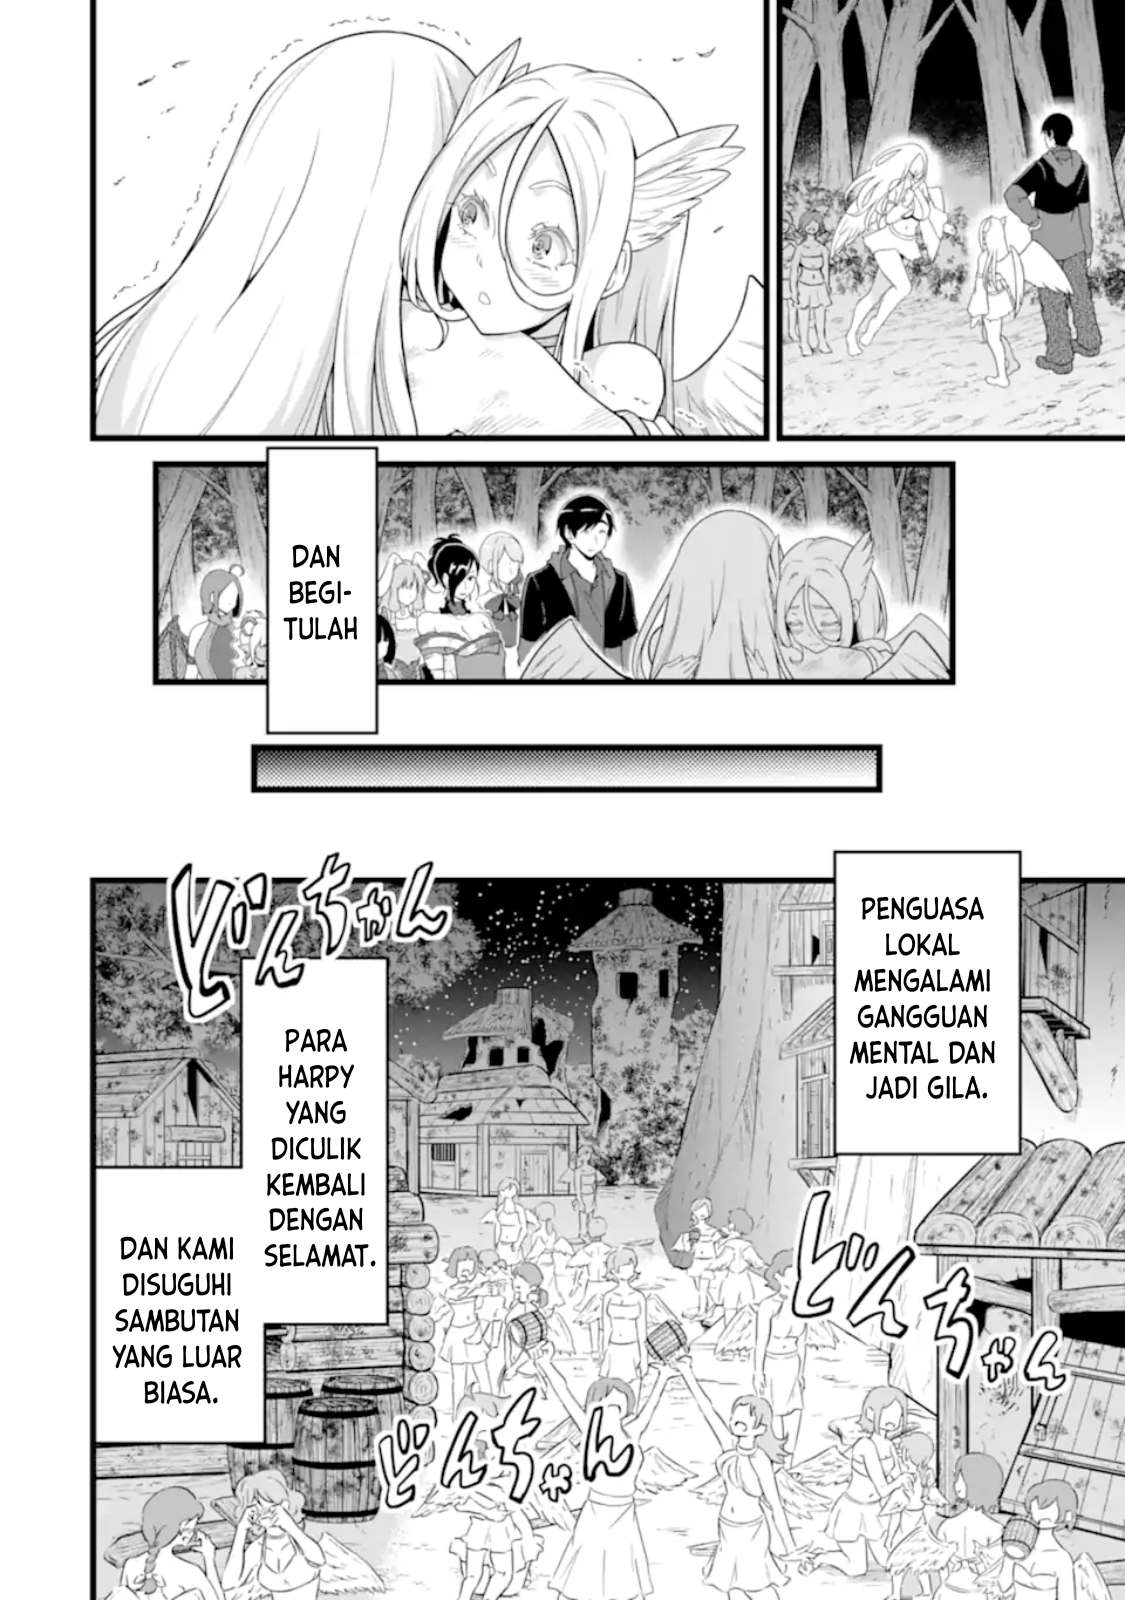 DAN
BEGI-
TULAH
PENGUASA
LOKAL
MENGALAMI
GANGGUAN
MENTAL DAN
JADI GILA.
どんちゃん
PARA
HARPY
YANG
DICULIK
KEMBALI
DENGAN
SELAMAT.
DAN KAMI
DISUGUHI
SAMBUTAN
YANG LUAR
BIASA.
どんちゃん
どんちゃん